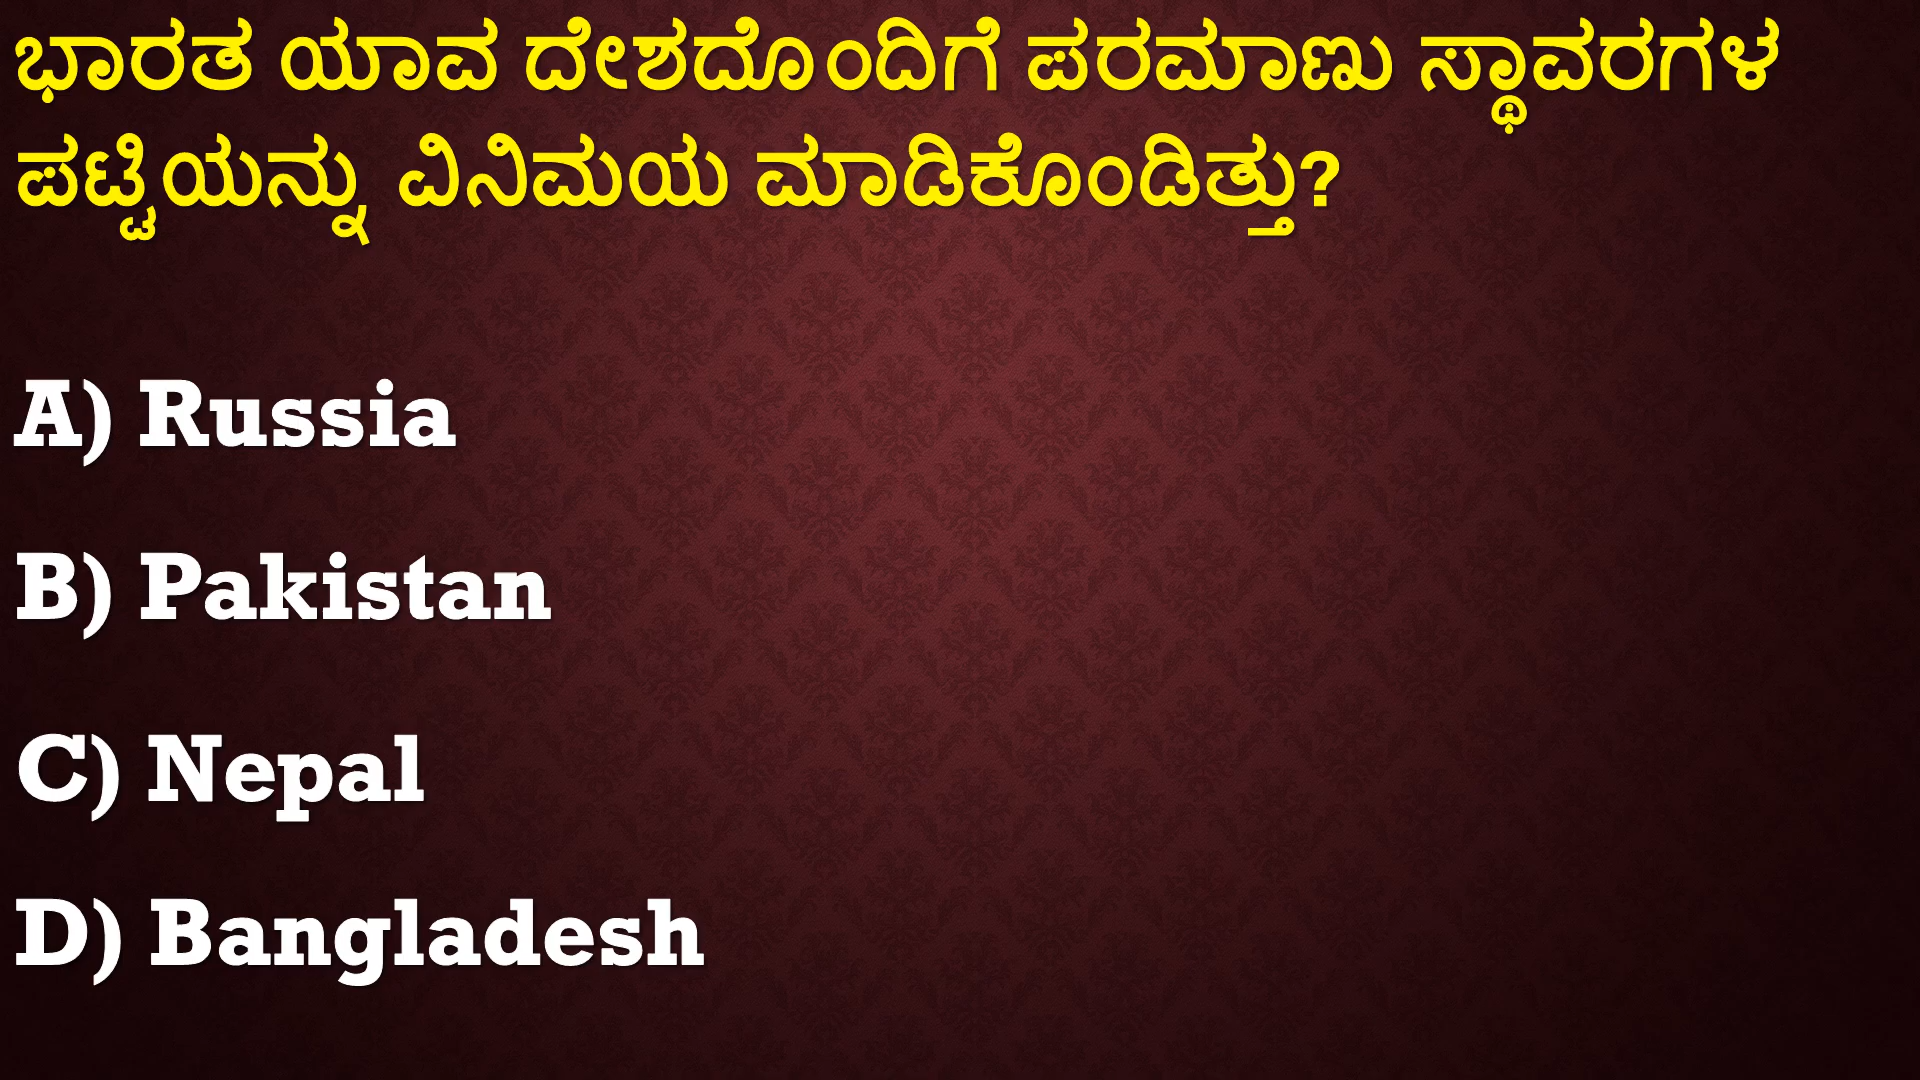 ಭಾರತ ಯಾವ ದೇಶದೊಂದಿಗೆ ಪರಮಾಣು ಸ್ಥಾವರಗಳ
ಪಟ್ಟಿಯನ್ನು ವಿನಿಮಯ ಮಾಡಿಕೊಂಡಿತ್ತು?
A) Russia
B) Pakistan
C) Nepal
D) Bangladesh